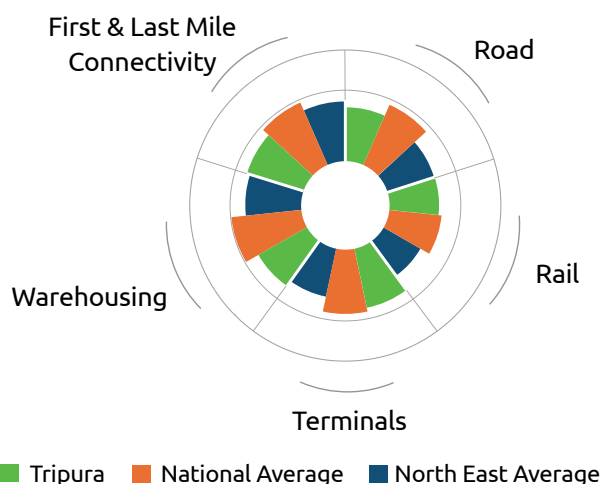 First & Last Mile
Connectivity
Road
Rail
Warehousing
Terminals
Tripura National Average North East Average